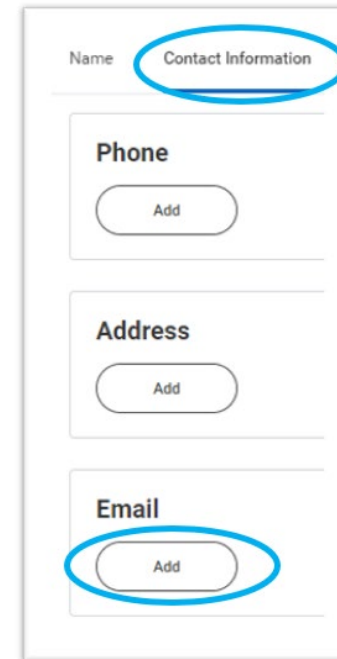 Name Contact Information
Phone
Add
Address
Add
Email
Add